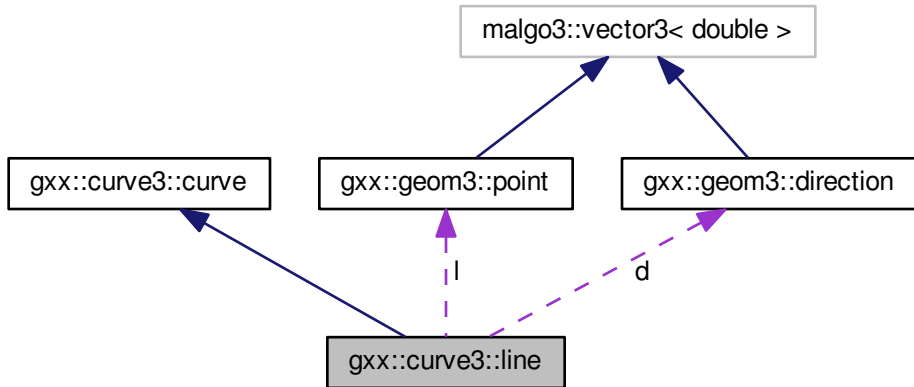 malgo3::vector3< double >
gxx::curve3::curve
gxx::geom3::point
gxx::geom3::direction
l
d
gxx::curve3::line